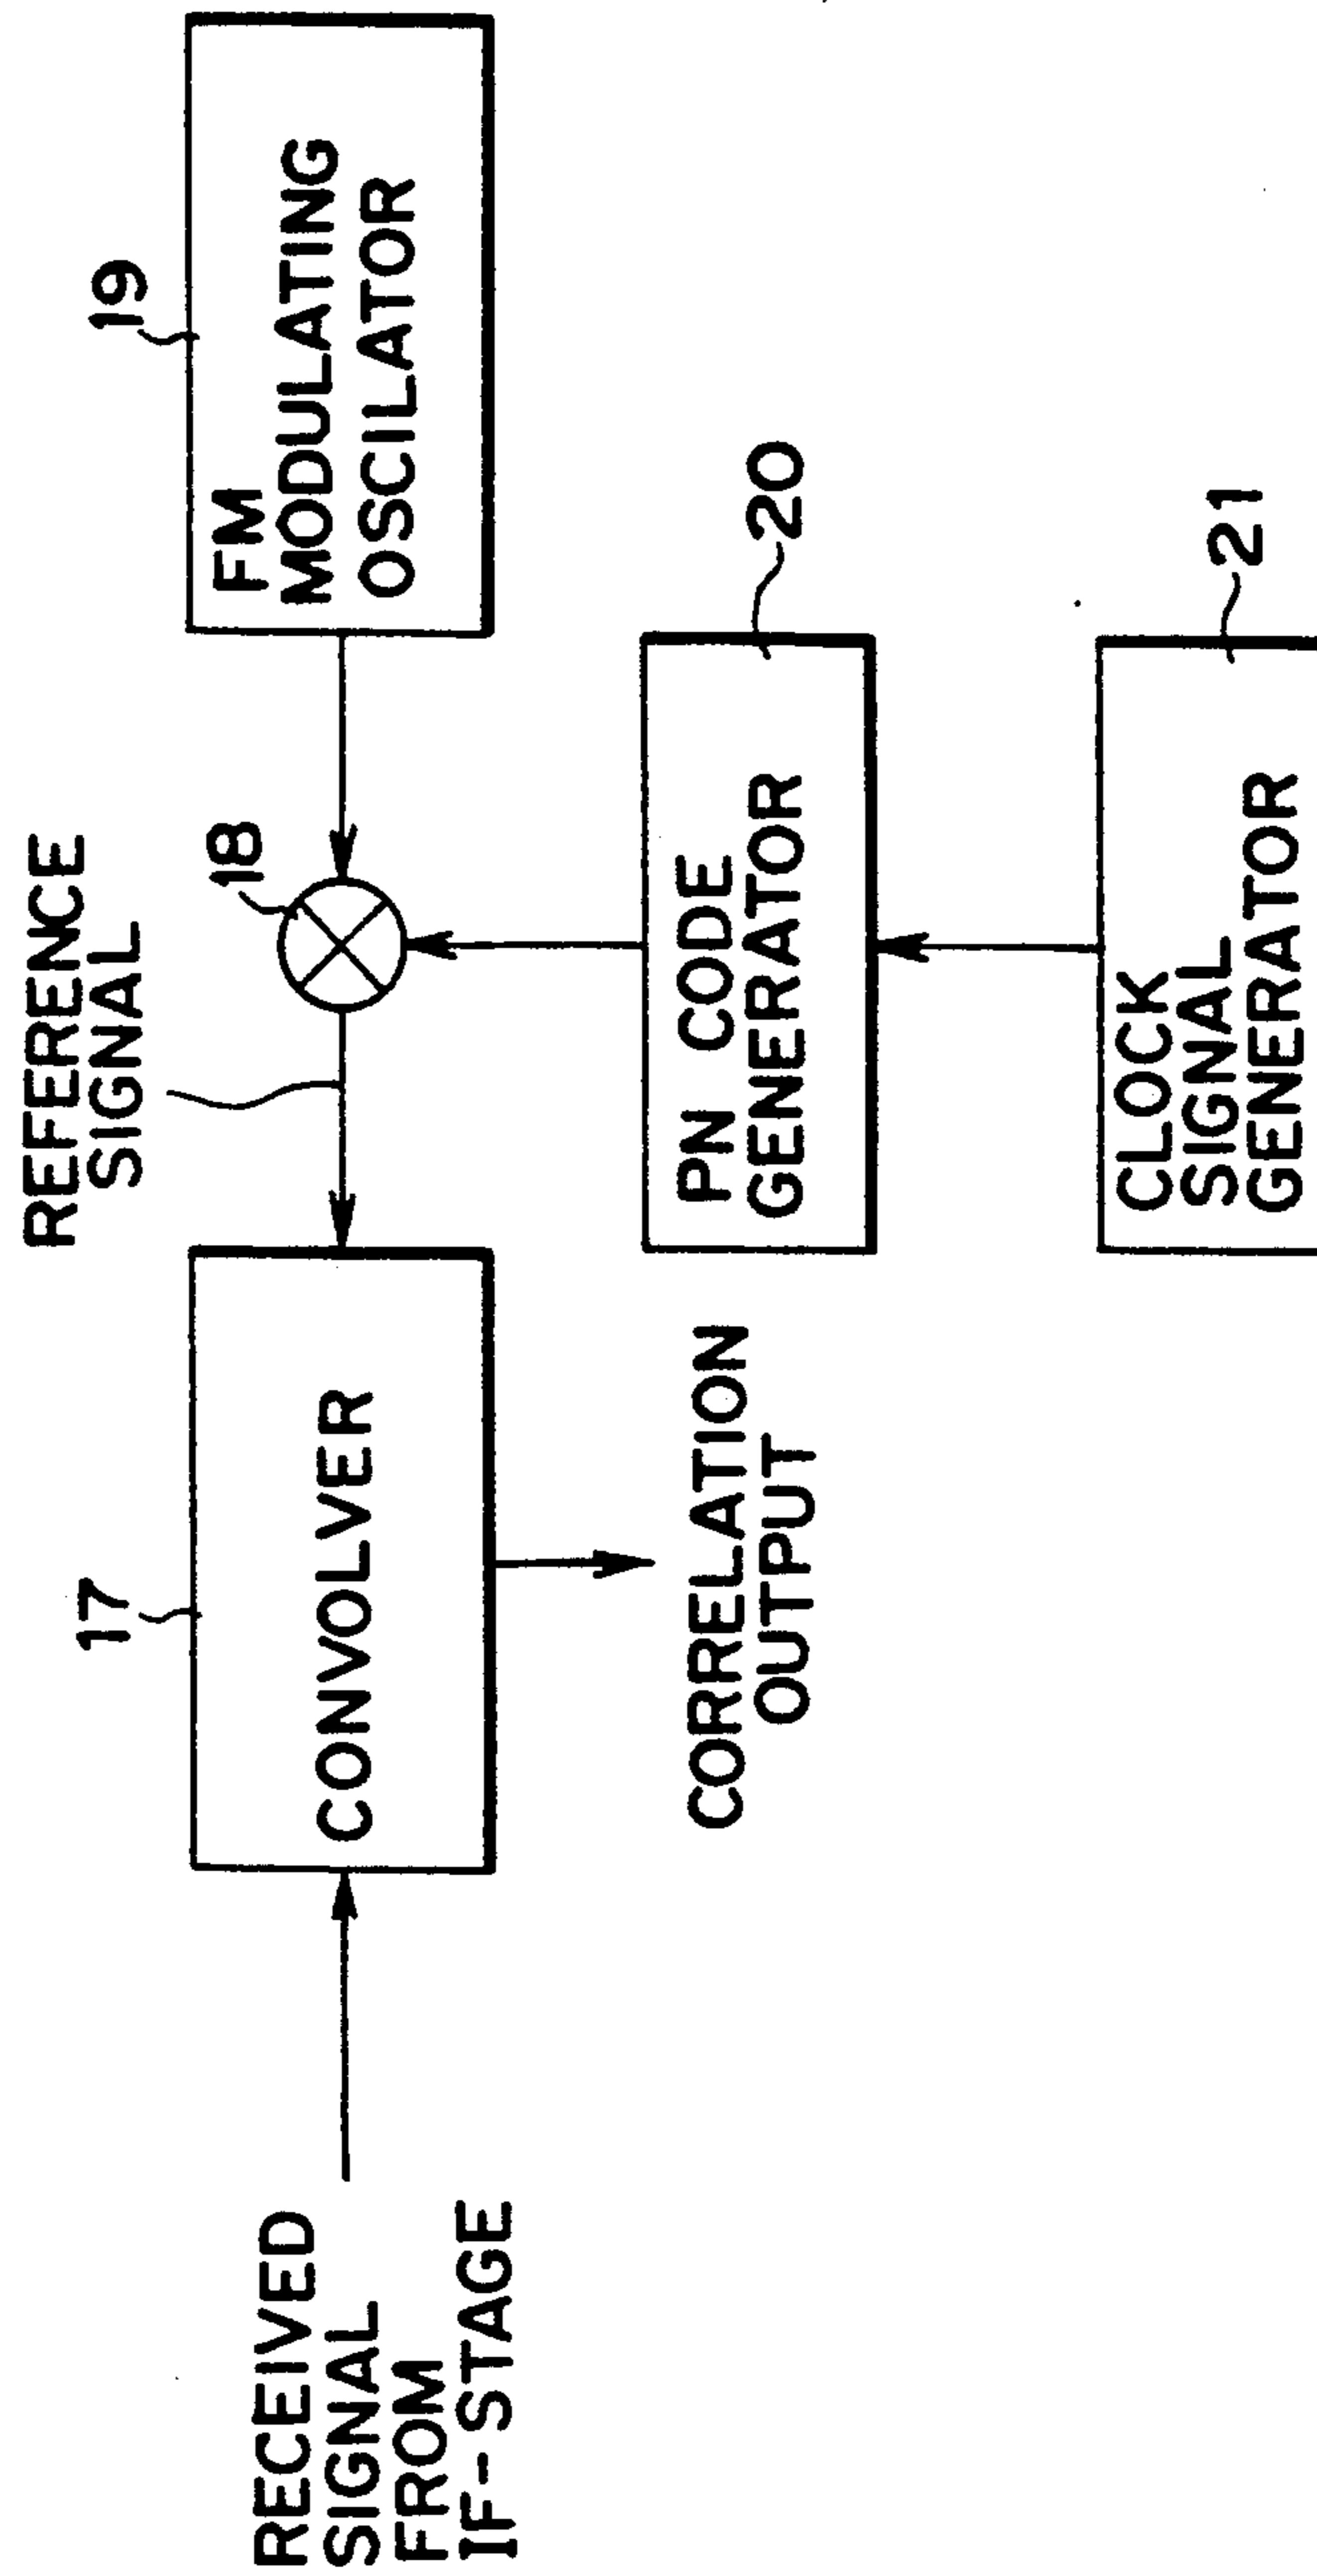 REFERENCE
SIGNAL
17
18
19
RECEIVED
SIGNAL
FROM
IF-STAGE
CONVOLVER
FM
MODULATING
OSCILATOR
CORRELATION
OUTPUT
PN CODE
GENERATOR
20
CLOCK
SIGNAL
GENERATOR
21